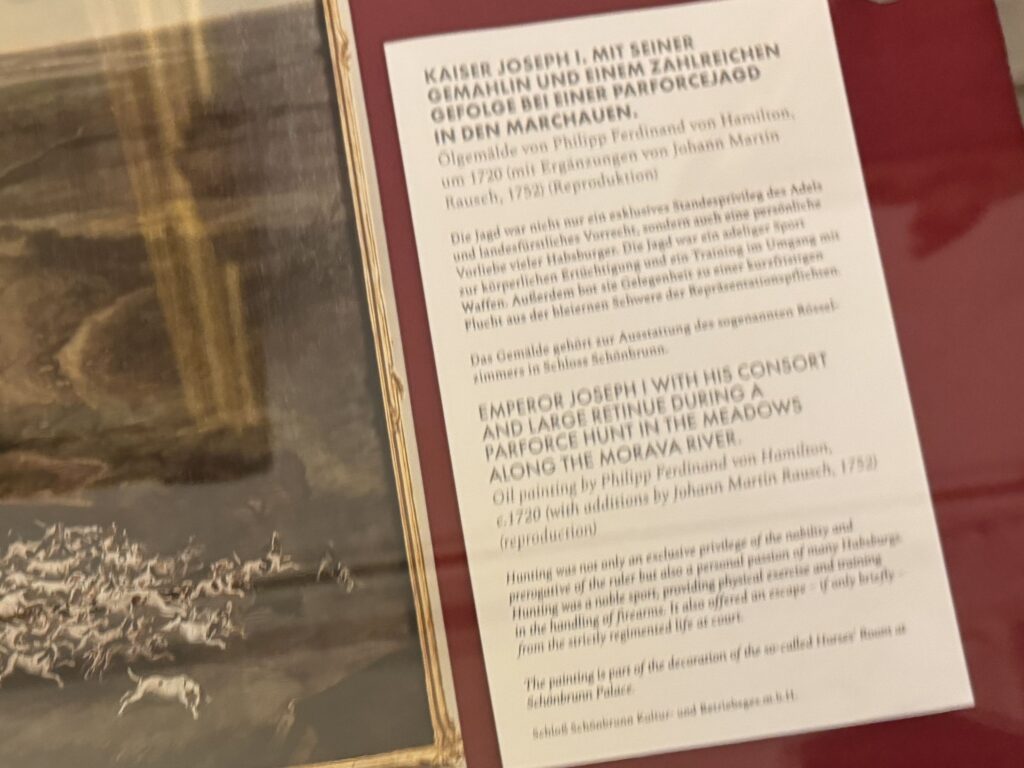 KAISER JOSEPH I. MIT SEINER
GEMAHLIN UND EINEM ZAHLREICHEN
GEFOLGE BEI EINER PARFORCEJAGD
IN DEN MARCHAUEN.
Ölgemälde von Philipp Ferdinand von Hamilton,
um 1720 (mit Ergänzungen von Johann Martin
Rausch, 1752) (Reproduktion)
Die Jagd war nicht nur ein exklusives Standesprivileg des Adels
und landesfürstliches Vorrecht, sondern auch eine persönliche
Vorliebe vieler Habsburger. Die Jagd war ein adeliger Sport
zur körperlichen Ertüchtigung und ein Training im Umgang mit
Waffen. Außerdem bot sie Gelegenheit zu einer kurzfristigen
Flucht aus der bleiernen Schwere der Repräsentationspflichten.
Das Gemälde gehört zur Ausstattung des sogenannten Rössel-
zimmers in Schloss Schönbrunn.
EMPEROR JOSEPH I WITH HIS CONSORT
AND LARGE RETINUE DURING A
PARFORCE HUNT IN THE MEADOWS
ALONG THE MORAVA RIVER.
Oil painting by Philipp Ferdinand von Hamilton,
c.1720 (with additions by Johann Martin Rausch, 1752)
(reproduction)
Hunting was not only an exclusive privilege of the nobility and
prerogative of the ruler but also a personal passion of many Habsburgs.
Hunting was a noble sport, providing physical exercise and training
in the handling of firearms. It also offered an escape – if only briefly –
from the strictly regimented life at court.
The painting is part of the decoration of the so-called Horses' Room at
Schönbrunn Palace.
Schloß Schönbrunn Kultur- und Betriebsges.m.b.H.